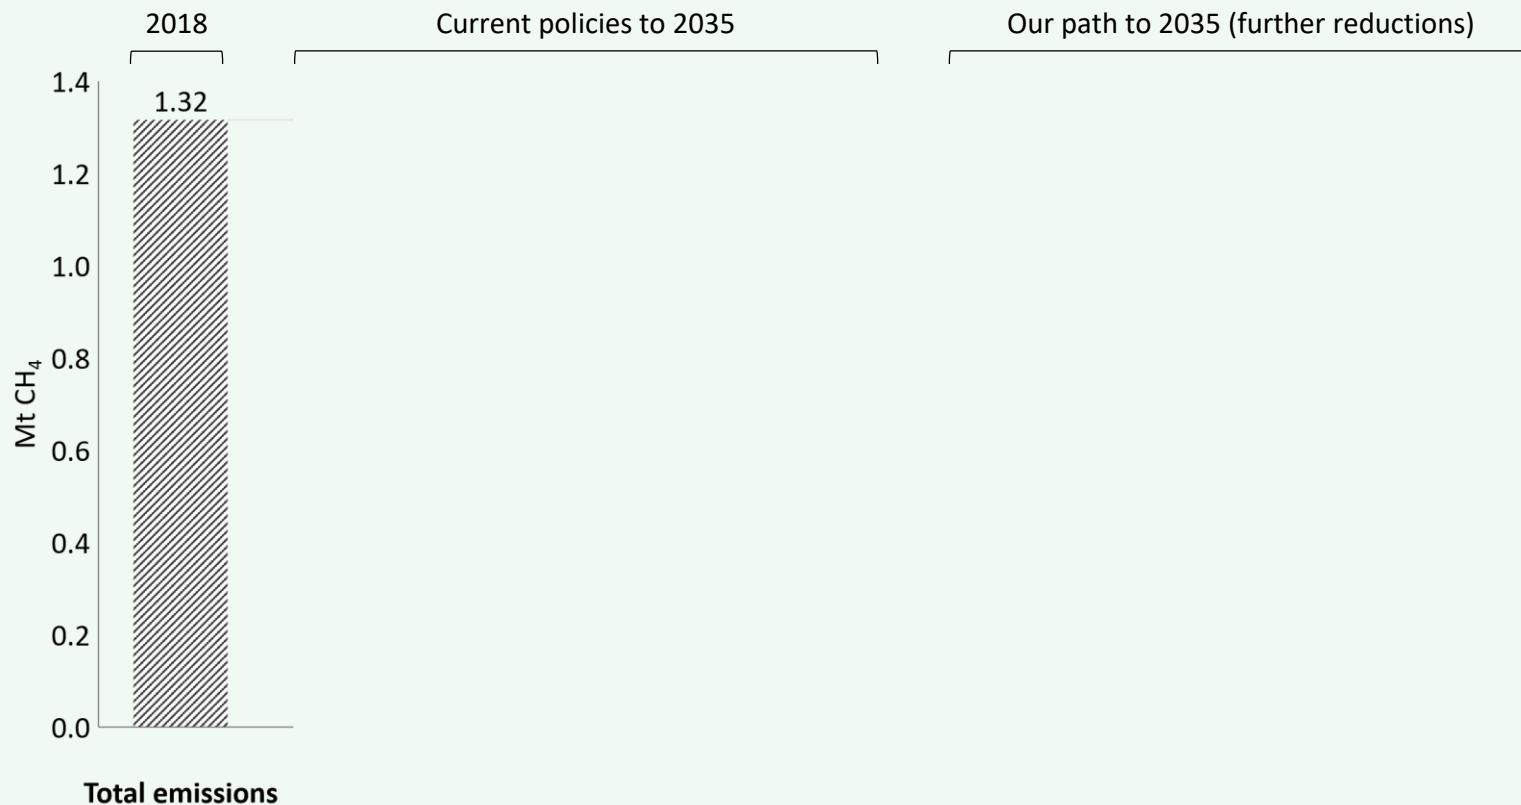 2018
Current policies to 2035
Our path to 2035 (further reductions)
1.4
1.32
1.2
1.0
0.8
Mt CH₄
0.6
0.4
0.2
0.0
Total emissions